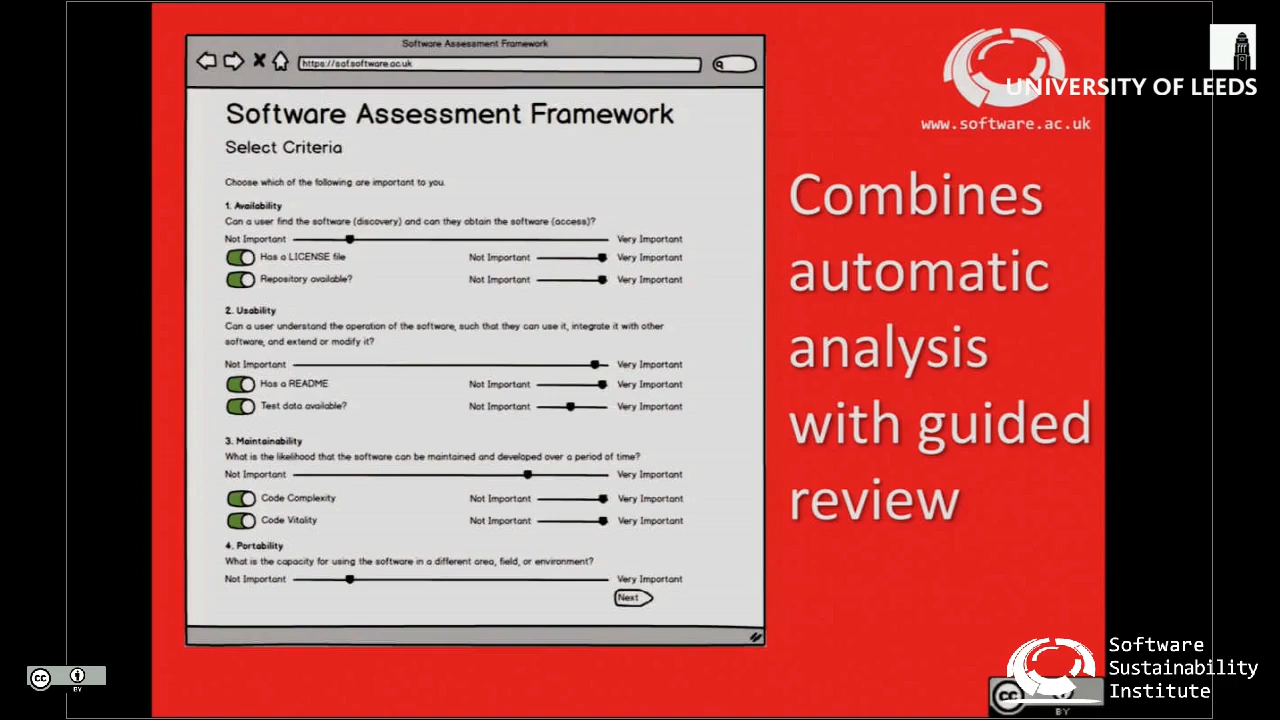 Software Assessment Framework
https://saf.software.ac.uk
Software Assessment Framework
Select Criteria
Choose which of the following are important to you.
1. Availability
Can a user find the software (discovery) and can they obtain the software (access)?
Not Important Very Important
Has a LICENSE file Not Important Very Important
Repository available? Not Important Very Important
2. Usability
Can a user understand the operation of the software, such that they can use it, integrate it with other
software, and extend or modify it?
Not Important Very Important
Has a README Not Important Very Important
Test data available? Not Important Very Important
3. Maintainability
What is the likelihood that the software can be maintained and developed over a period of time?
Not Important Very Important
Code Complexity Not Important Very Important
Code Vitality Not Important Very Important
4. Portability
What is the capacity for using the software in a different area, field, or environment?
Not Important Very Important
Next
UNIVERSITY OF LEEDS
www.software.ac.uk
Combines
automatic
analysis
with guided
review
Software
Sustainability
Institute
cc
BY
cc
BY